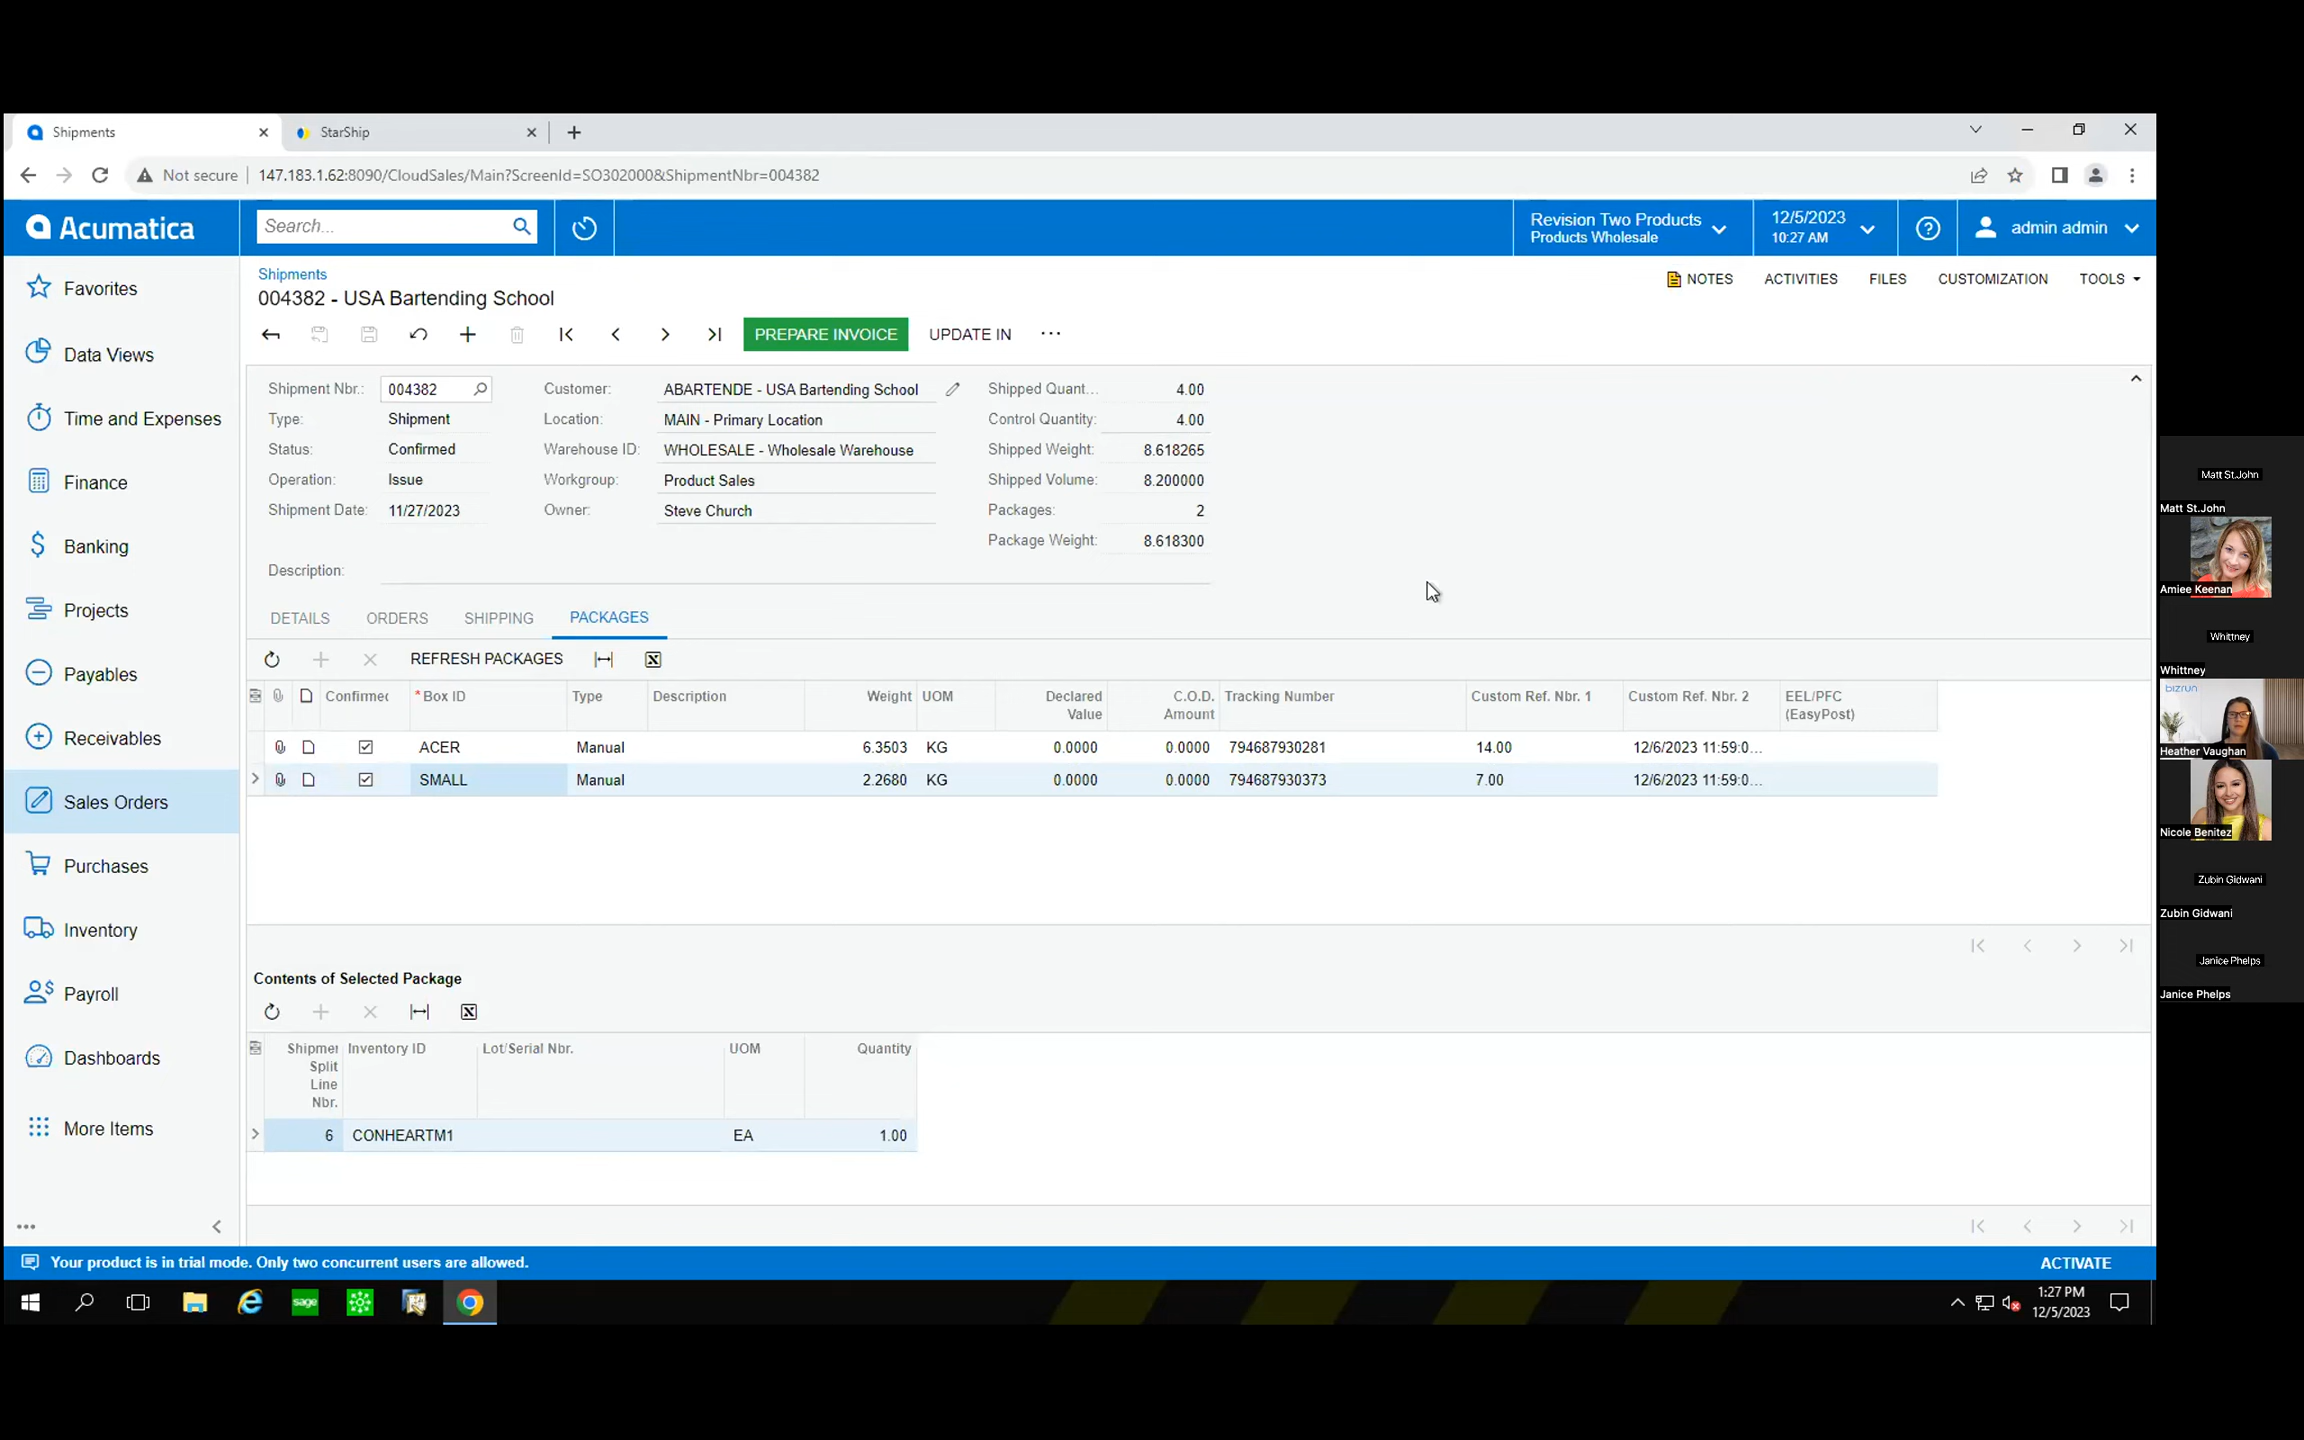 Shipments
StarShip
Not secure
147.183.1.62:8090/CloudSales/Main?ScreenId=SO302000&ShipmentNbr=004382
Acumatica
Search...
Revision Two Products
Products Wholesale
12/5/2023
10:27 AM
admin admin
Favorites
Data Views
Time and Expenses
Finance
Banking
Projects
Payables
Receivables
Sales Orders
Purchases
Inventory
Payroll
Dashboards
More Items
Shipments
004382 - USA Bartending School
NOTES ACTIVITIES FILES CUSTOMIZATION TOOLS
PREPARE INVOICE UPDATE IN ...
Shipment Nbr.: 004382 Customer: ABARTENDE - USA Bartending School Shipped Quant... 4.00
Type: Shipment Location: MAIN - Primary Location Control Quantity: 4.00
Status: Confirmed Warehouse ID: WHOLESALE - Wholesale Warehouse Shipped Weight: 8.618265
Operation: Issue Workgroup: Product Sales Shipped Volume: 8.200000
Shipment Date: 11/27/2023 Owner: Steve Church Packages: 2
Package Weight: 8.618300
Description:
DETAILS ORDERS SHIPPING PACKAGES
REFRESH PACKAGES
Confirmed * Box ID Type Description Weight UOM Declared Value C.O.D. Amount Tracking Number Custom Ref. Nbr. 1 Custom Ref. Nbr. 2 EEL/PFC (EasyPost)
ACER Manual 6.3503 KG 0.0000 0.0000 794687930281 14.00 12/6/2023 11:59:0...
SMALL Manual 2.2680 KG 0.0000 0.0000 794687930373 7.00 12/6/2023 11:59:0...
Contents of Selected Package
Shipmer Split Line Nbr. Inventory ID Lot/Serial Nbr. UOM Quantity
6 CONHEARTM1 EA 1.00
Your product is in trial mode. Only two concurrent users are allowed.
ACTIVATE
sage
1:27 PM
12/5/2023
Matt St.John
Matt St.John
Amiee Keenan
Whittney
Whittney
bizrun
Heather Vaughan
Nicole Benitez
Zubin Gidwani
Zubin Gidwani
Janice Phelps
Janice Phelps